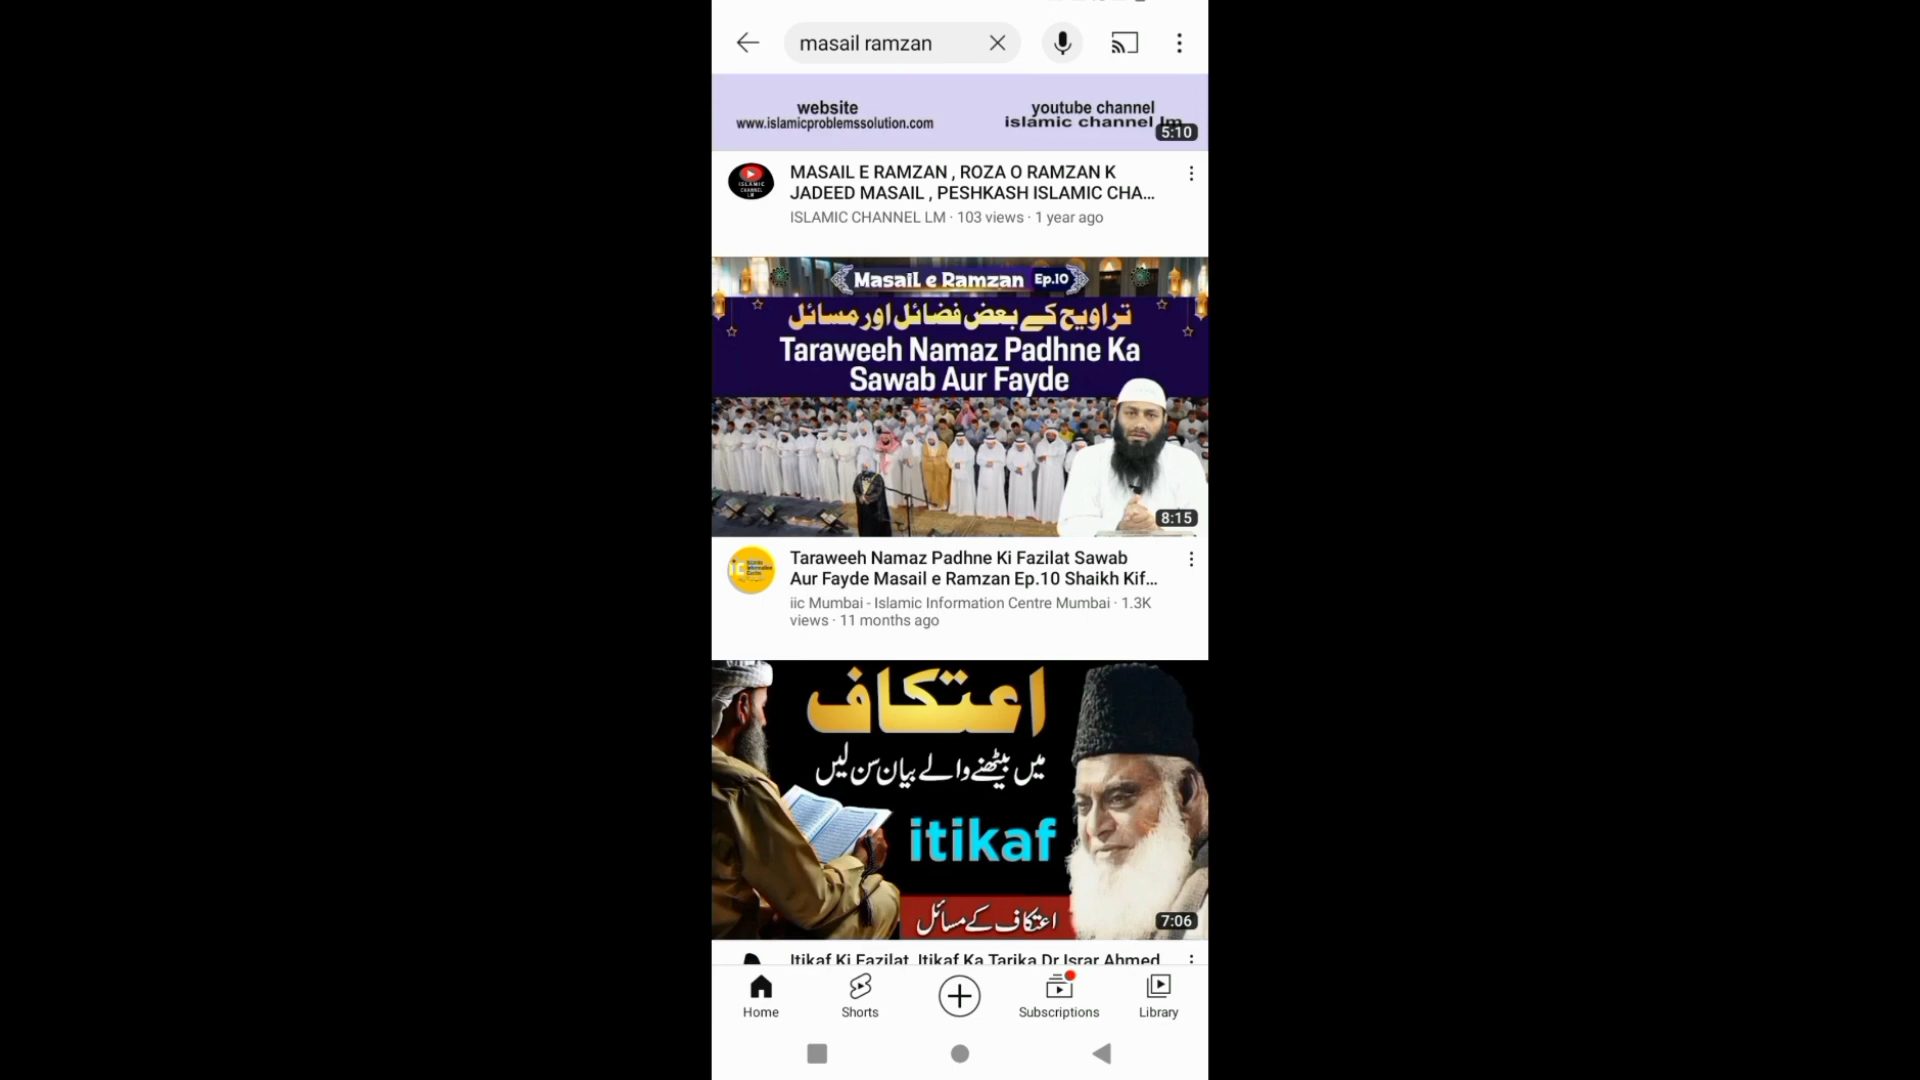 masail ramzan
website
www.islamicproblemssolution.com
youtube channel
islamic channel lm
5:10
MASAIL E RAMZAN , ROZA O RAMZAN K
JADEED MASAIL , PESHKASH ISLAMIC CHA...
ISLAMIC CHANNEL LM · 103 views · 1 year ago
Masail e Ramzan Ep.10
تراویح کے بعض فضائل اور مسائل
Taraweeh Namaz Padhne Ka
Sawab Aur Fayde
8:15
Taraweeh Namaz Padhne Ki Fazilat Sawab
Aur Fayde Masail e Ramzan Ep.10 Shaikh Kif...
iic Mumbai - Islamic Information Centre Mumbai · 1.3K
views · 11 months ago
اعتکاف
میں بیٹھنے والے بیان سن لیں
itikaf
اعتکاف کے مسائل
7:06
Itikaf Ki Fazilat Itikaf Ka Tarika Dr Israr Ahmed
Home
Shorts
Subscriptions
Library